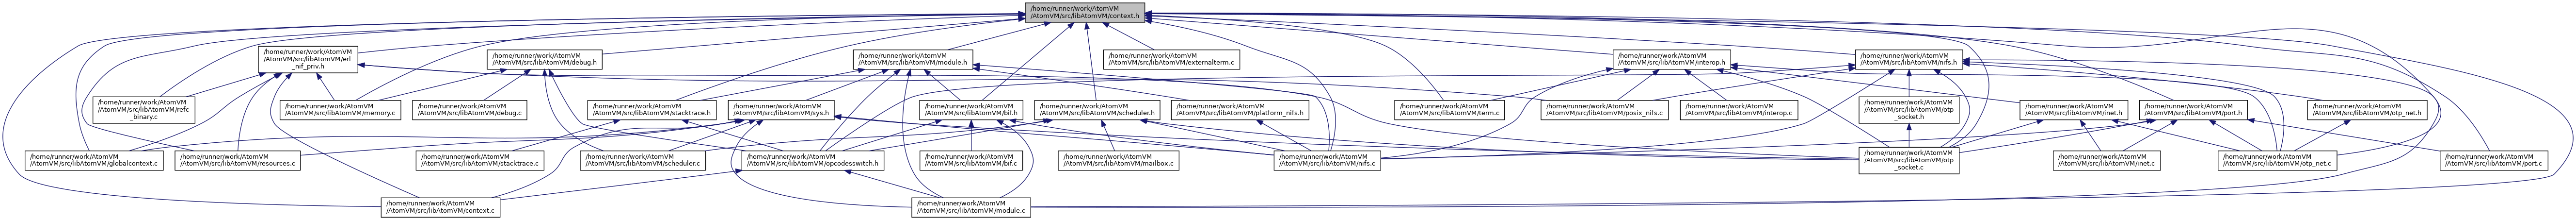 /home/runner/work/AtomVM
/AtomVM/src/libAtomVM/context.h
/home/runner/work/AtomVM
/AtomVM/src/libAtomVM/erl
_nif_priv.h
/home/runner/work/AtomVM
/AtomVM/src/libAtomVM/debug.h
/home/runner/work/AtomVM
/AtomVM/src/libAtomVM/module.h
/home/runner/work/AtomVM
/AtomVM/src/libAtomVM/externalterm.c
/home/runner/work/AtomVM
/AtomVM/src/libAtomVM/interop.h
/home/runner/work/AtomVM
/AtomVM/src/libAtomVM/nifs.h
/home/runner/work/AtomVM
/AtomVM/src/libAtomVM/refc
_binary.c
/home/runner/work/AtomVM
/AtomVM/src/libAtomVM/memory.c
/home/runner/work/AtomVM
/AtomVM/src/libAtomVM/debug.c
/home/runner/work/AtomVM
/AtomVM/src/libAtomVM/stacktrace.h
/home/runner/work/AtomVM
/AtomVM/src/libAtomVM/sys.h
/home/runner/work/AtomVM
/AtomVM/src/libAtomVM/bif.h
/home/runner/work/AtomVM
/AtomVM/src/libAtomVM/scheduler.h
/home/runner/work/AtomVM
/AtomVM/src/libAtomVM/platform_nifs.h
/home/runner/work/AtomVM
/AtomVM/src/libAtomVM/term.c
/home/runner/work/AtomVM
/AtomVM/src/libAtomVM/posix_nifs.c
/home/runner/work/AtomVM
/AtomVM/src/libAtomVM/interop.c
/home/runner/work/AtomVM
/AtomVM/src/libAtomVM/otp
_socket.h
/home/runner/work/AtomVM
/AtomVM/src/libAtomVM/inet.h
/home/runner/work/AtomVM
/AtomVM/src/libAtomVM/port.h
/home/runner/work/AtomVM
/AtomVM/src/libAtomVM/otp_net.h
/home/runner/work/AtomVM
/AtomVM/src/libAtomVM/globalcontext.c
/home/runner/work/AtomVM
/AtomVM/src/libAtomVM/resources.c
/home/runner/work/AtomVM
/AtomVM/src/libAtomVM/stacktrace.c
/home/runner/work/AtomVM
/AtomVM/src/libAtomVM/scheduler.c
/home/runner/work/AtomVM
/AtomVM/src/libAtomVM/opcodesswitch.h
/home/runner/work/AtomVM
/AtomVM/src/libAtomVM/bif.c
/home/runner/work/AtomVM
/AtomVM/src/libAtomVM/mailbox.c
/home/runner/work/AtomVM
/AtomVM/src/libAtomVM/nifs.c
/home/runner/work/AtomVM
/AtomVM/src/libAtomVM/otp
_socket.c
/home/runner/work/AtomVM
/AtomVM/src/libAtomVM/inet.c
/home/runner/work/AtomVM
/AtomVM/src/libAtomVM/otp_net.c
/home/runner/work/AtomVM
/AtomVM/src/libAtomVM/port.c
/home/runner/work/AtomVM
/AtomVM/src/libAtomVM/context.c
/home/runner/work/AtomVM
/AtomVM/src/libAtomVM/module.c